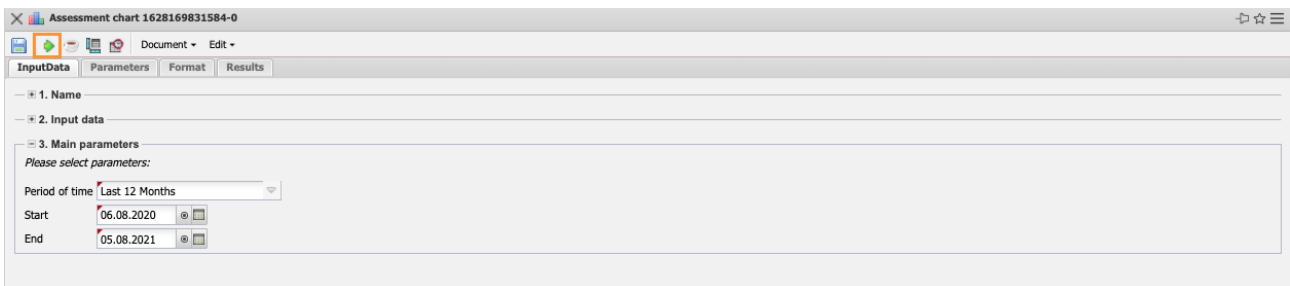 Assessment chart 1628169831584-0
Document Edit
InputData Parameters Format Results
1. Name
2. Input data
3. Main parameters
Please select parameters:
Period of time Last 12 Months
Start 06.08.2020
End 05.08.2021